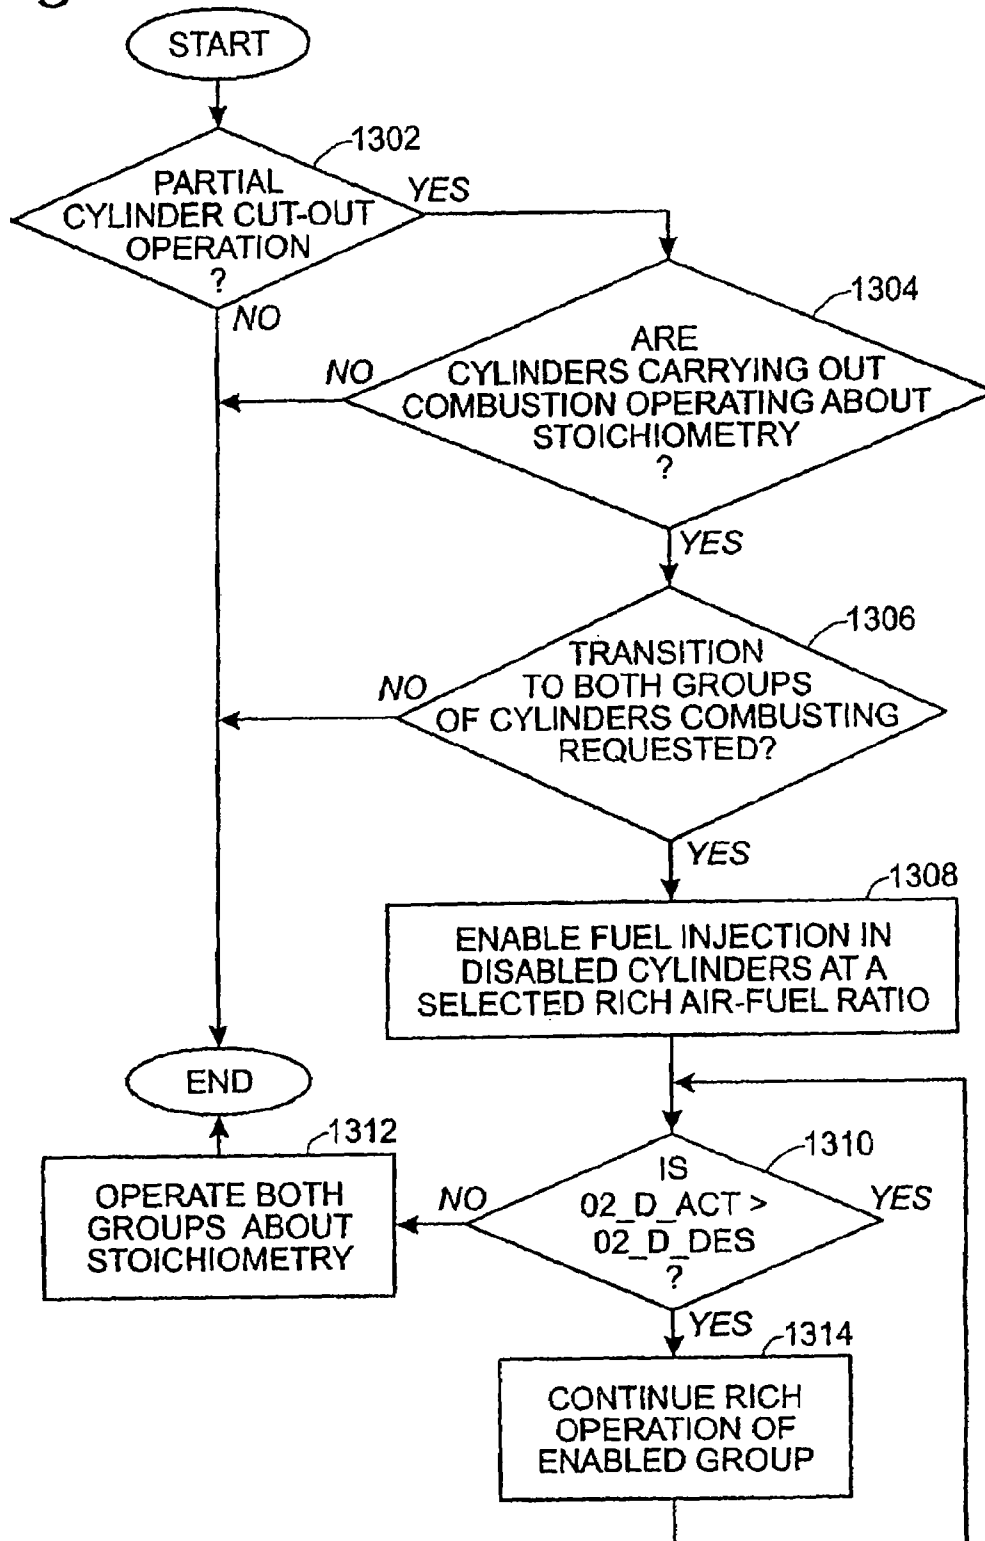 START
1302
PARTIAL
CYLINDER CUT-OUT
OPERATION
?
YES
NO
1304
ARE
CYLINDERS CARRYING OUT
COMBUSTION OPERATING ABOUT
STOICHIOMETRY
?
NO
YES
1306
TRANSITION
TO BOTH GROUPS
OF CYLINDERS COMBUSTING
REQUESTED?
NO
YES
1308
ENABLE FUEL INJECTION IN
DISABLED CYLINDERS AT A
SELECTED RICH AIR-FUEL RATIO
END
1312
OPERATE BOTH
GROUPS ABOUT
STOICHIOMETRY
1310
IS
02_D_ACT >
02_D_DES
?
NO
YES
YES
1314
CONTINUE RICH
OPERATION OF
ENABLED GROUP